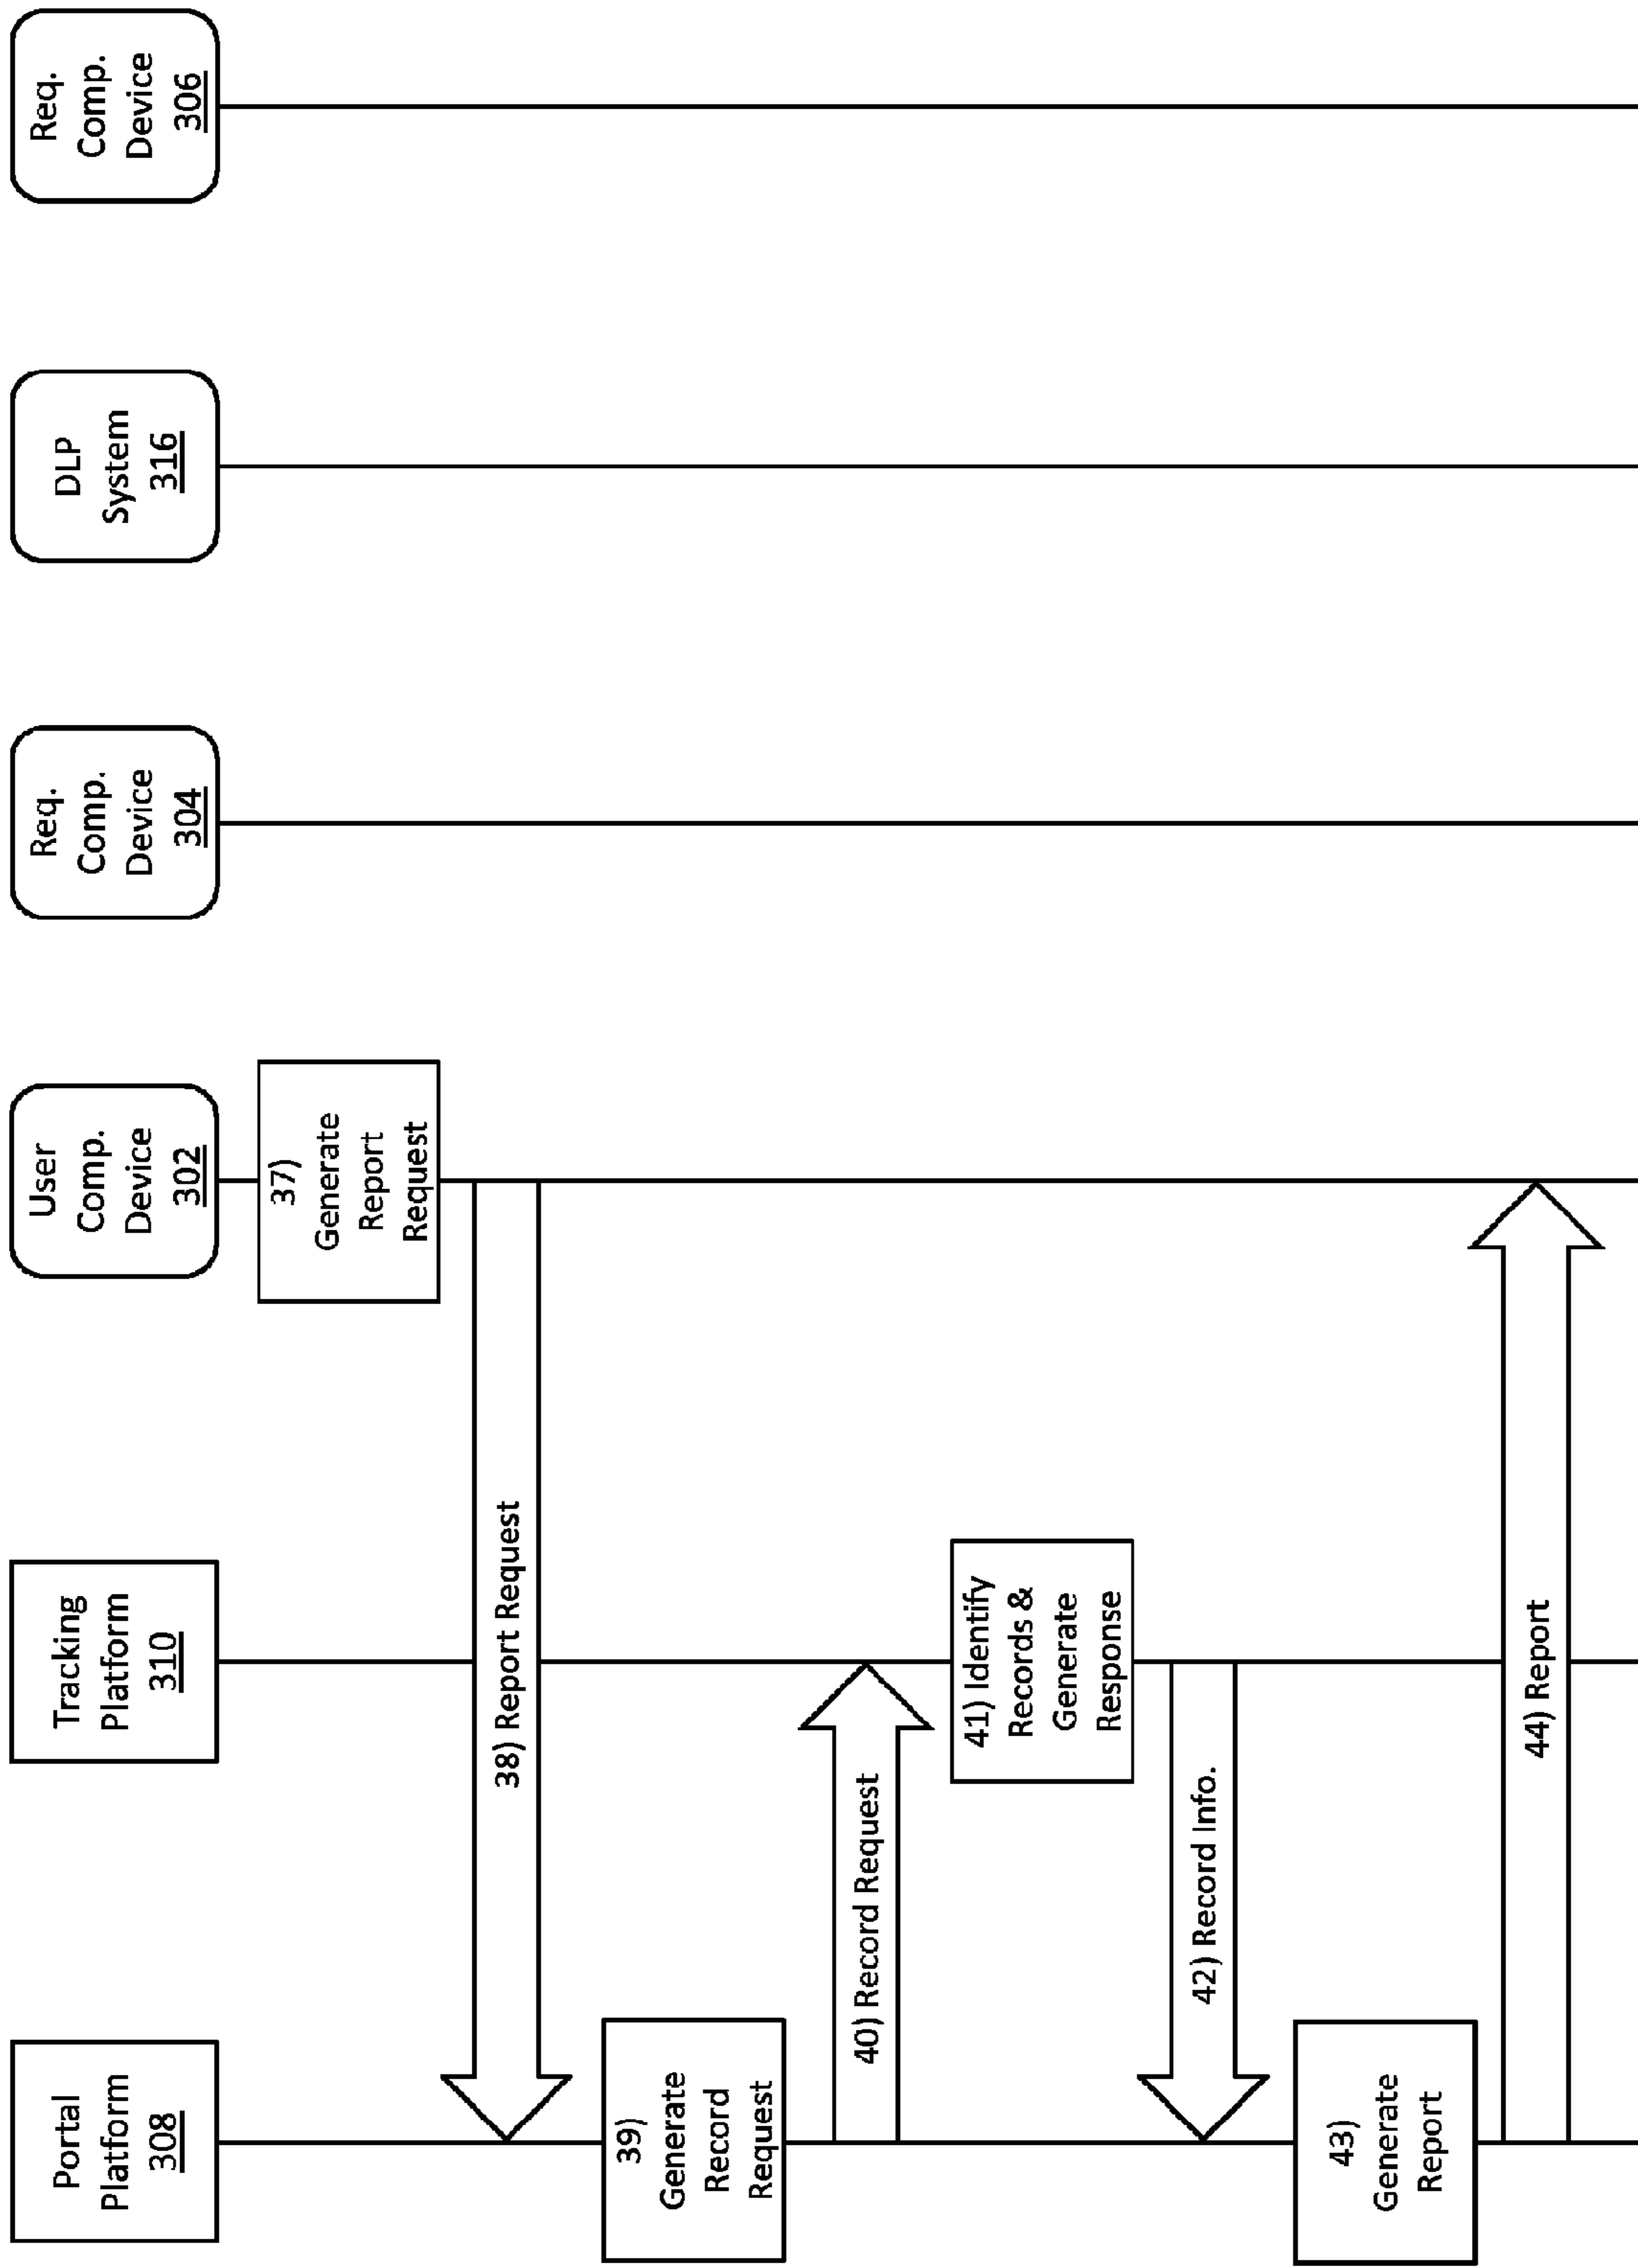 Portal
Platform
308
Tracking
Platform
310
User
Comp.
Device
302
Req.
Comp.
Device
304
DLP
System
316
Req.
Comp.
Device
306
37)
Generate
Report
Request
38) Report Request
39)
Generate
Record
Request
40) Record Request
41) Identify
Records &
Generate
Response
42) Record Info.
43)
Generate
Report
44) Report